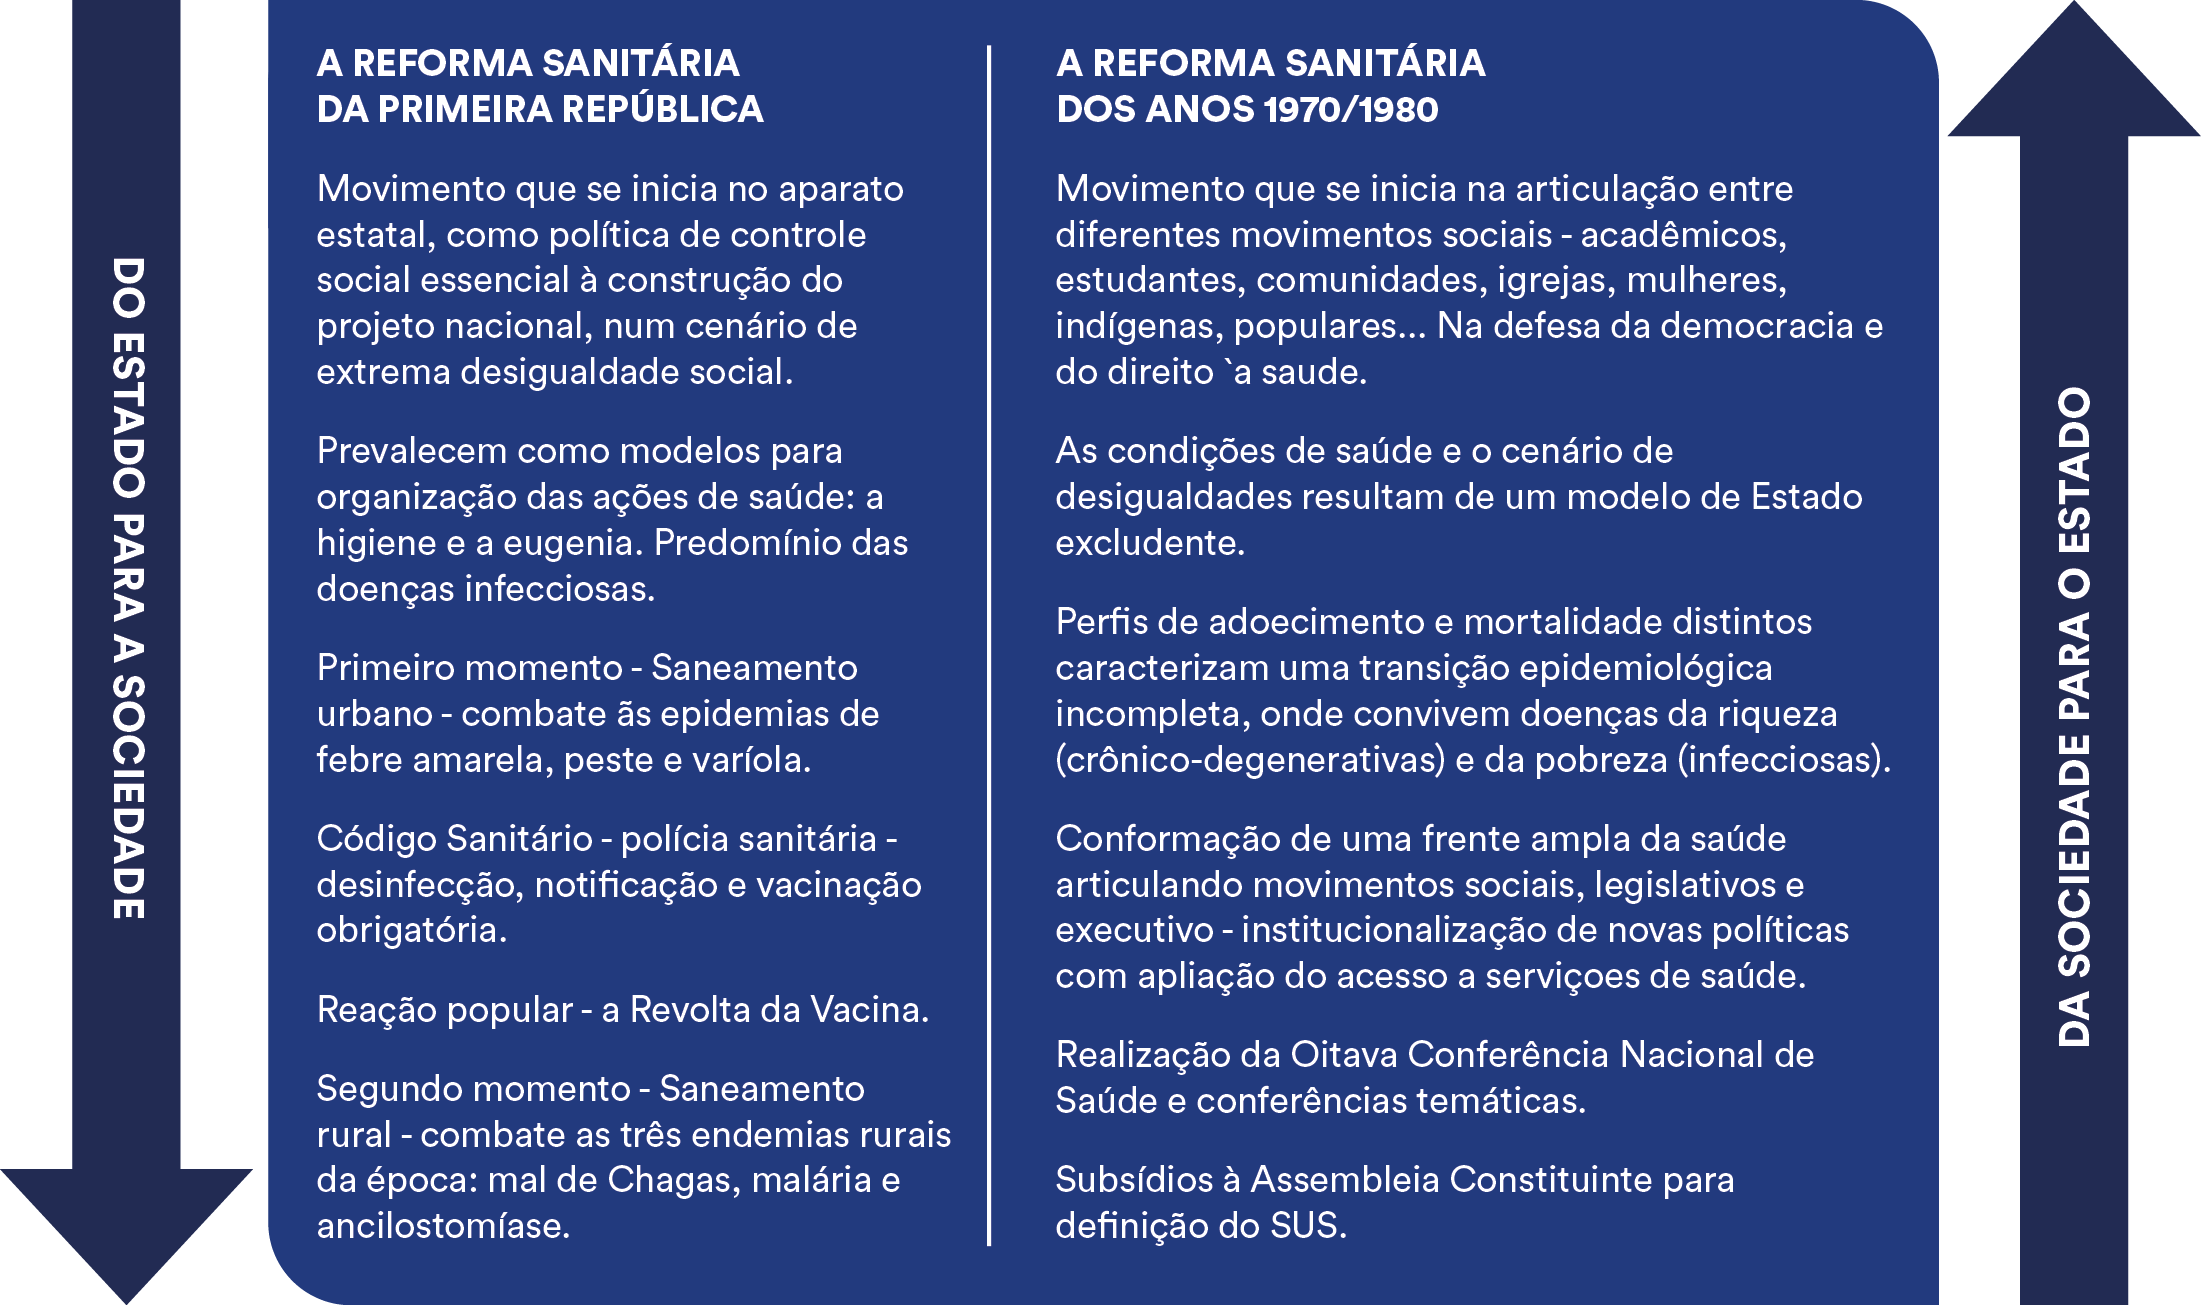 DO ESTADO PARA A SOCIEDADE
A REFORMA SANITÁRIA
DA PRIMEIRA REPÚBLICA
Movimento que se inicia no aparato
estatal, como política de controle
social essencial à construção do
projeto nacional, num cenário de
extrema desigualdade social.
Prevalecem como modelos para
organização das ações de saúde: a
higiene e a eugenia. Predomínio das
doenças infecciosas.
Primeiro momento - Saneamento
urbano - combate ãs epidemias de
febre amarela, peste e varíola.
Código Sanitário - polícia sanitária -
desinfecção, notificação e vacinação
obrigatória.
Reação popular - a Revolta da Vacina.
Segundo momento - Saneamento
rural - combate as três endemias rurais
da época: mal de Chagas, malária e
ancilostomíase.
A REFORMA SANITÁRIA
DOS ANOS 1970/1980
Movimento que se inicia na articulação entre
diferentes movimentos sociais - acadêmicos,
estudantes, comunidades, igrejas, mulheres,
indígenas, populares... Na defesa da democracia e
do direito `a saude.
As condições de saúde e o cenário de
desigualdades resultam de um modelo de Estado
excludente.
Perfis de adoecimento e mortalidade distintos
caracterizam uma transição epidemiológica
incompleta, onde convivem doenças da riqueza
(crônico-degenerativas) e da pobreza (infecciosas).
Conformação de uma frente ampla da saúde
articulando movimentos sociais, legislativos e
executivo - institucionalização de novas políticas
com apliação do acesso a serviçoes de saúde.
Realização da Oitava Conferência Nacional de
Saúde e conferências temáticas.
Subsídios à Assembleia Constituinte para
definição do SUS.
DA SOCIEDADE PARA O ESTADO